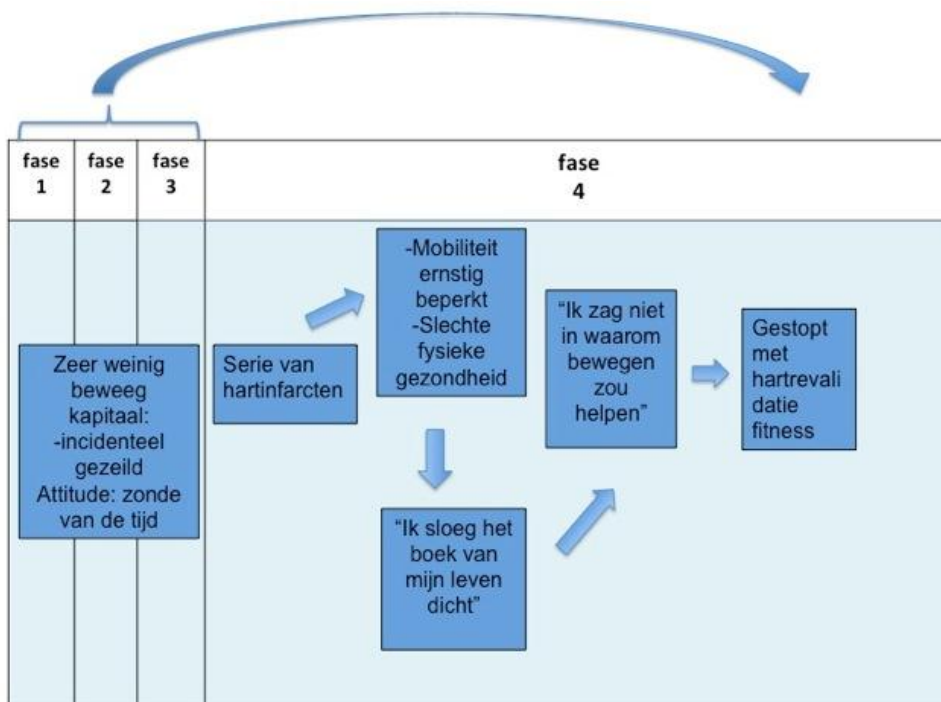 fase
1
fase
2
fase
3
fase
4
Zeer weinig
beweeg
kapitaal:
-incidenteel
gezeild
Attitude: zonde
van de tijd
Serie van
hartinfarcten
-Mobiliteit
ernstig
beperkt
-Slechte
fysieke
gezondheid
“Ik sloeg het
boek van
mijn leven
dicht”
“Ik zag niet
in waarom
bewegen
zou
helpen”
Gestopt
met
hartrevali
datie
fitness